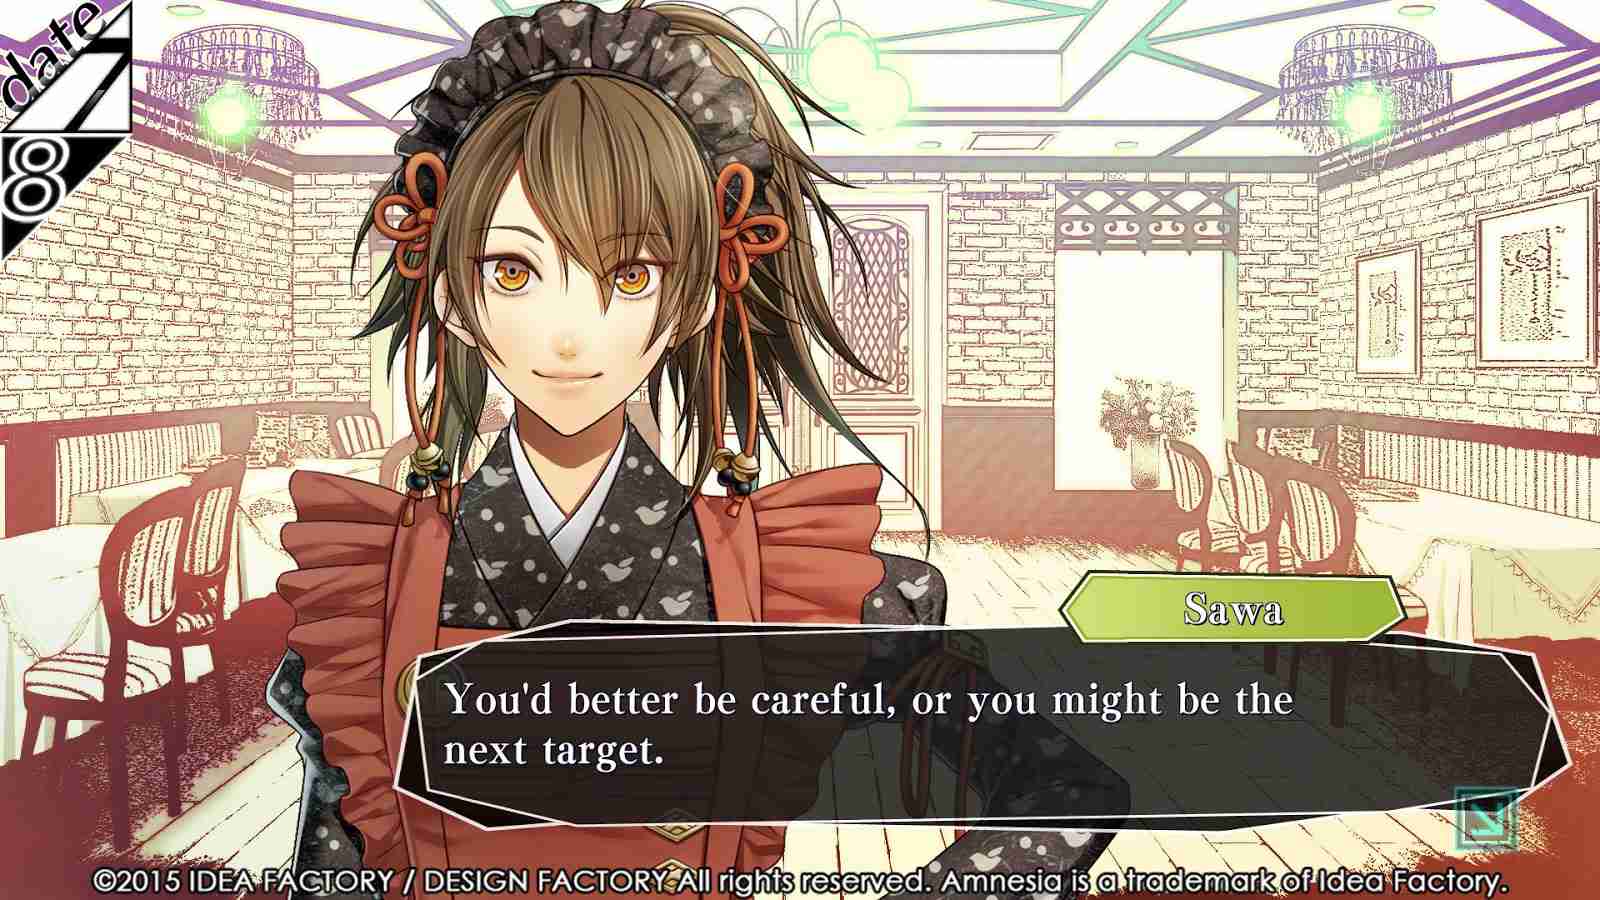 date
7
8
Sawa
You'd better be careful, or you might be the
next target.
©2015 IDEA FACTORY / DESIGN FACTORY All rights reserved. Amnesia is a trademark of Idea Factory.